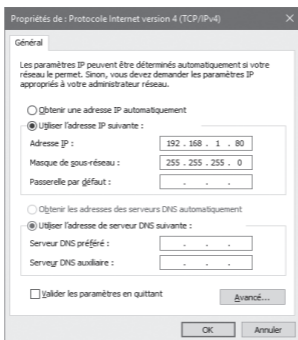 Propriétés de : Protocole Internet version 4 (TCP/IPv4)
Général
Les paramètres IP peuvent être déterminés automatiquement si votre
réseau le permet. Sinon, vous devez demander les paramètres IP
appropriés à votre administrateur réseau.
Obtenir une adresse IP automatiquement
Utiliser l'adresse IP suivante :
Adresse IP : 192 . 168 . 1 . 80
Masque de sous-réseau : 255 . 255 . 255 . 0
Passerelle par défaut : . . .
Obtenir les adresses des serveurs DNS automatiquement
Utiliser l'adresse de serveur DNS suivante :
Serveur DNS préféré : . . .
Serveur DNS auxiliaire : . . .
Valider les paramètres en quittant
Avancé...
OK Annuler